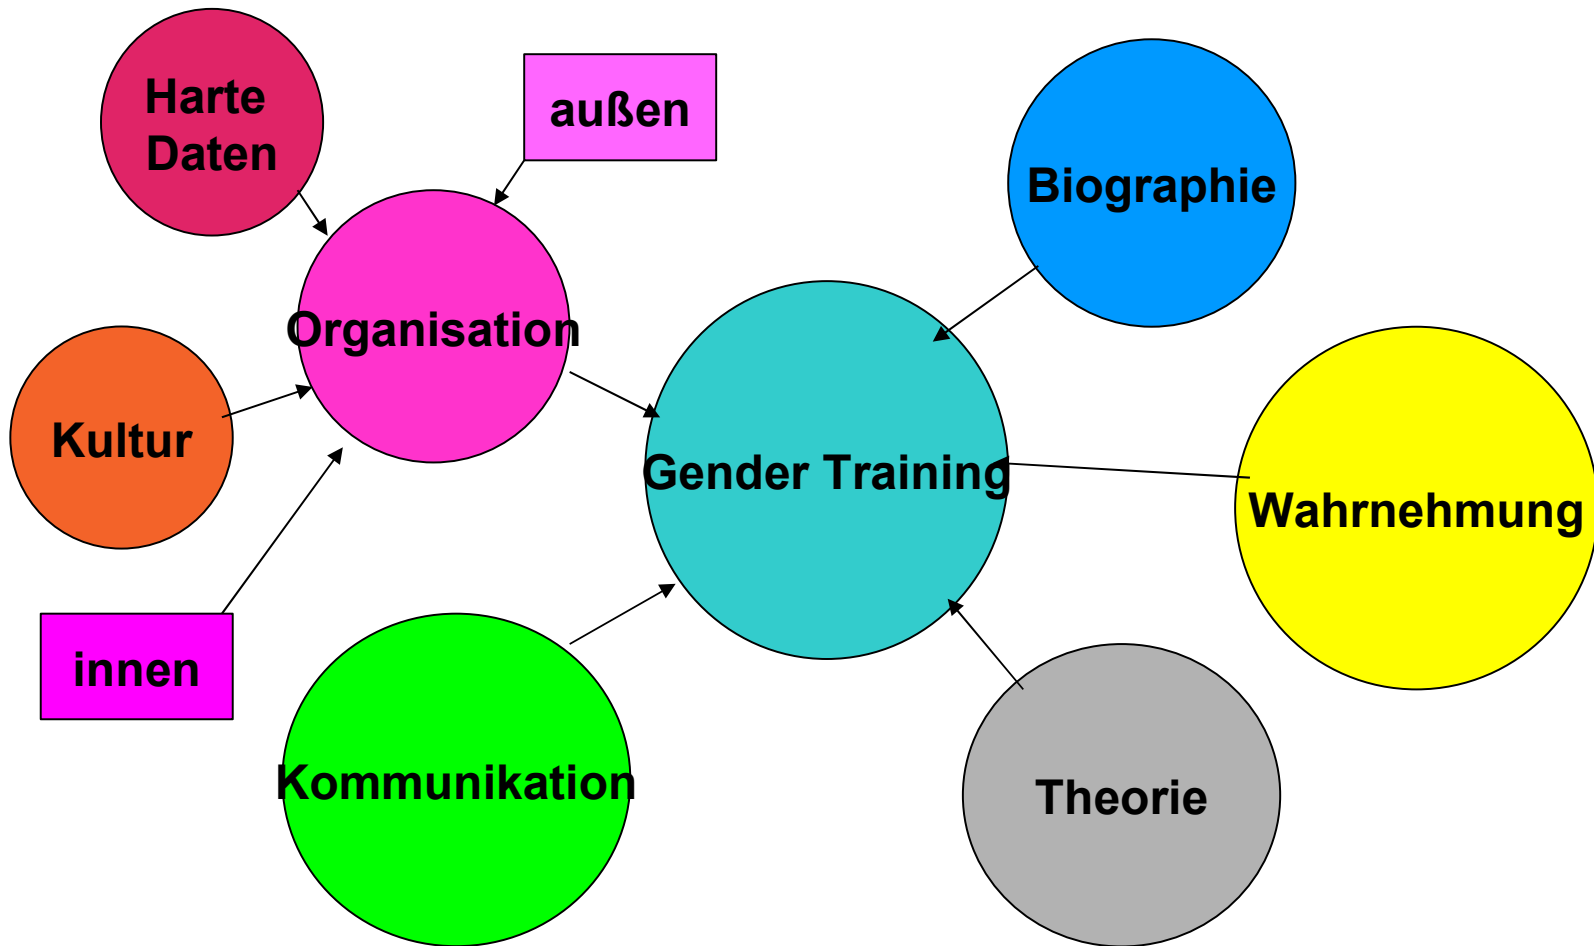 Harte
Daten
außen
Biographie
Organisation
Kultur
Gender Training
Wahrnehmung
innen
Kommunikation
Theorie